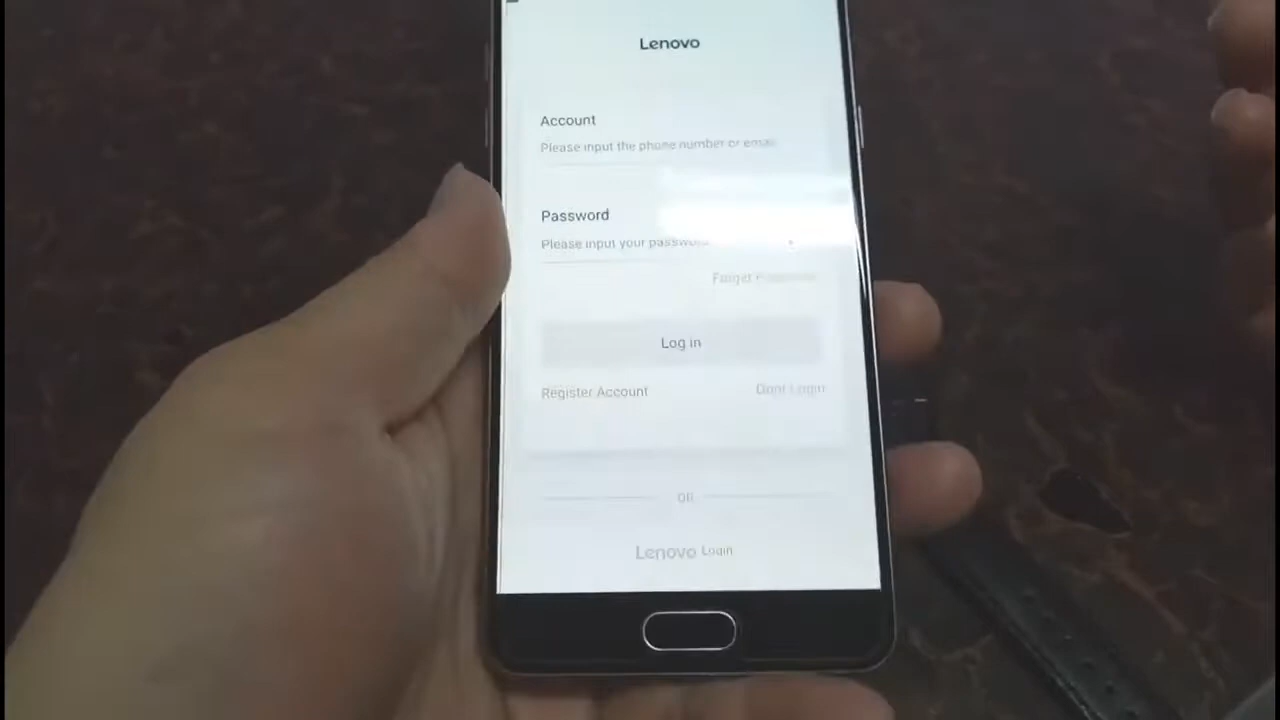 Lenovo
Account
Please input the phone number or email
Password
Please input your password
Forget
Log in
Register Account
Dont Login
OR
Lenovo Login